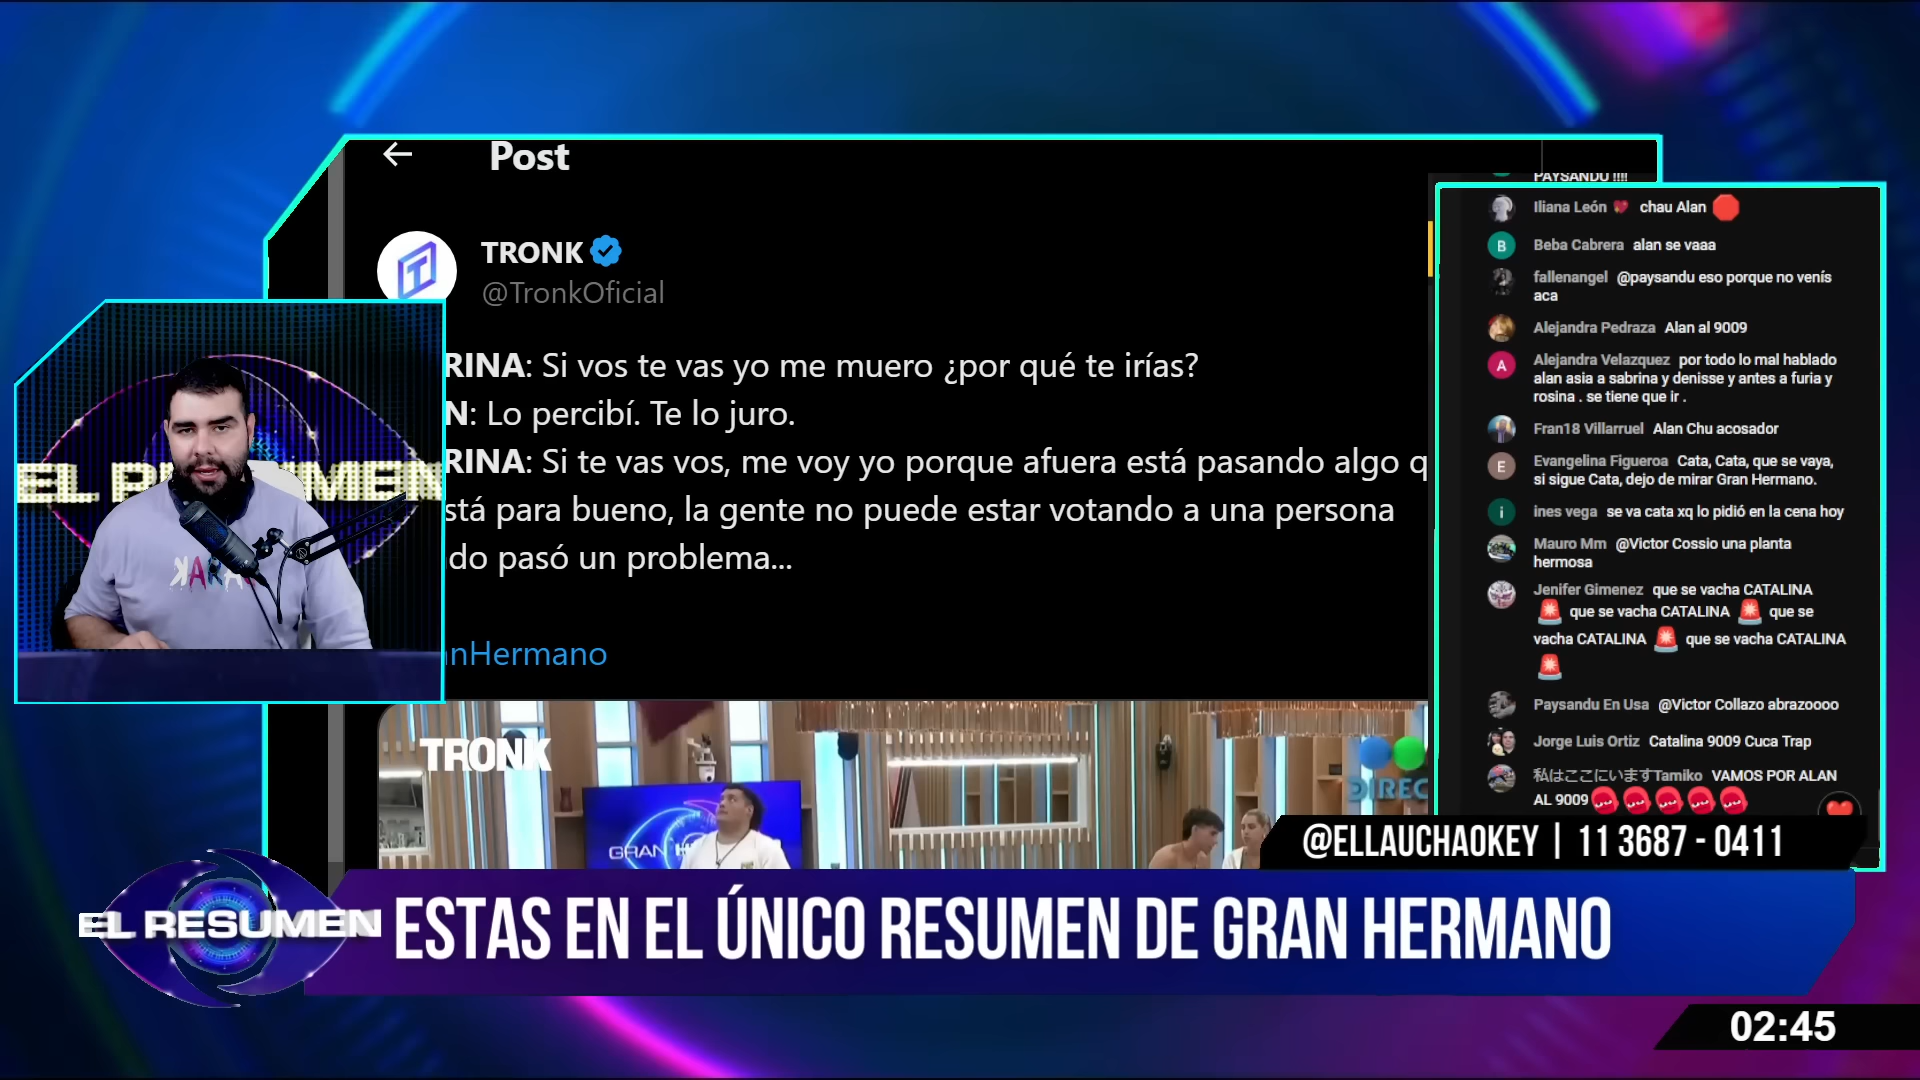 Post
TRONK
@TronkOficial
RINA: Si vos te vas yo me muero ¿por qué te irías?
N: Lo percibí. Te lo juro.
RINA: Si te vas vos, me voy yo porque afuera está pasando algo q
stá para bueno, la gente no puede estar votando a una persona
do pasó un problema...
nHermano
TRONK
GRAN H
DIREC
EL RESUMEN
KARAK
PAYSANDU !!!!
Iliana León chau Alan
B Beba Cabrera alan se vaaa
fallenangel @paysandu eso porque no venís
aca
Alejandra Pedraza Alan al 9009
A Alejandra Velazquez por todo lo mal hablado
alan asia a sabrina y denisse y antes a furia y
rosina . se tiene que ir .
Fran18 Villarruel Alan Chu acosador
E Evangelina Figueroa Cata, Cata, que se vaya,
si sigue Cata, dejo de mirar Gran Hermano.
i ines vega se va cata xq lo pidió en la cena hoy
Mauro Mm @Victor Cossio una planta
hermosa
Jenifer Gimenez que se vacha CATALINA
que se vacha CATALINA que se
vacha CATALINA que se vacha CATALINA
Paysandu En Usa @Victor Collazo abrazoooo
Jorge Luis Ortiz Catalina 9009 Cuca Trap
私はここにいますTamiko VAMOS POR ALAN
AL 9009
@ELLAUCHAOKEY | 11 3687 - 0411
EL RESUMEN
ESTAS EN EL ÚNICO RESUMEN DE GRAN HERMANO
02:45